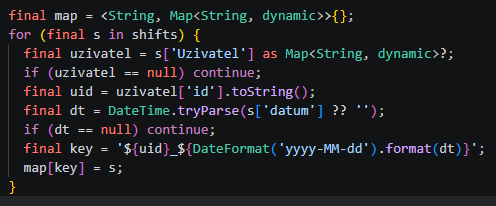 final map = <String, Map<String, dynamic>>{};
for (final s in shifts) {
  final uzivatel = s['Uzivatel'] as Map<String, dynamic>?;
  if (uzivatel == null) continue;
  final uid = uzivatel['id'].toString();
  final dt = DateTime.tryParse(s['datum'] ?? '');
  if (dt == null) continue;
  final key = '${uid}_${DateFormat('yyyy-MM-dd').format(dt)}';
  map[key] = s;
}